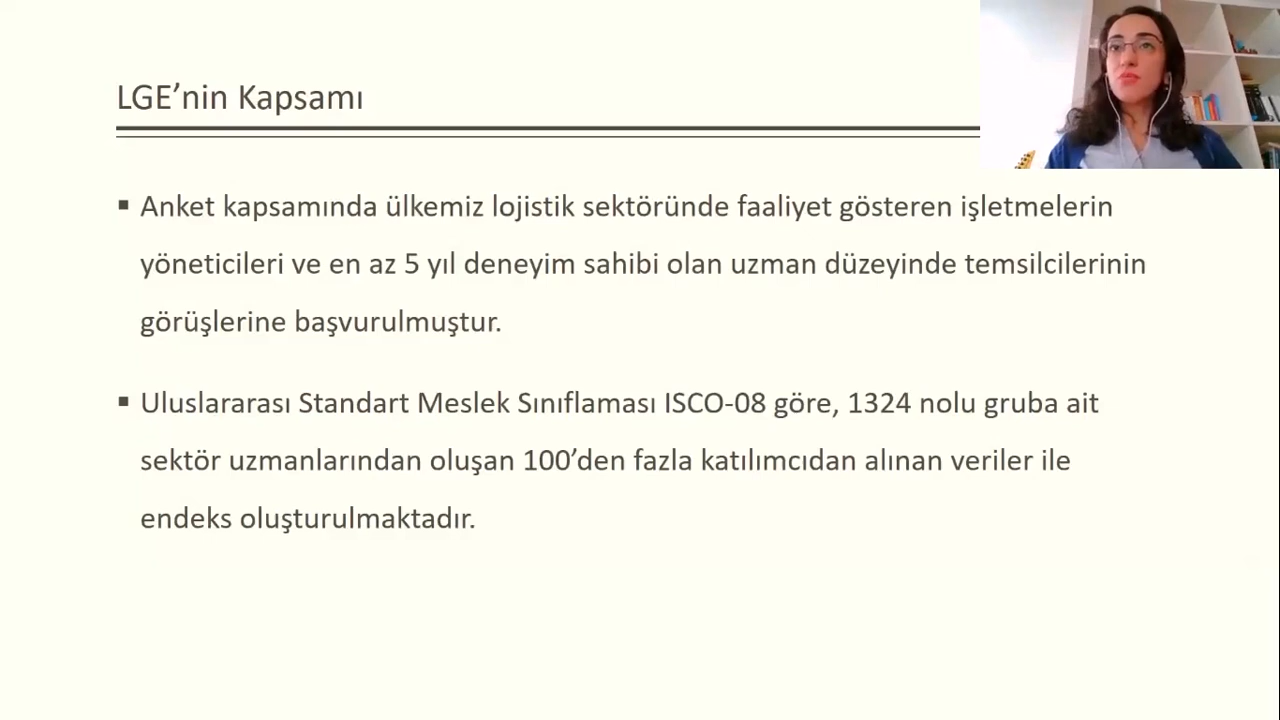 LGE’nin Kapsamı
▪ Anket kapsamında ülkemiz lojistik sektöründe faaliyet gösteren işletmelerin
yöneticileri ve en az 5 yıl deneyim sahibi olan uzman düzeyinde temsilcilerinin
görüşlerine başvurulmuştur.
▪ Uluslararası Standart Meslek Sınıflaması ISCO-08 göre, 1324 nolu gruba ait
sektör uzmanlarından oluşan 100’den fazla katılımcıdan alınan veriler ile
endeks oluşturulmaktadır.